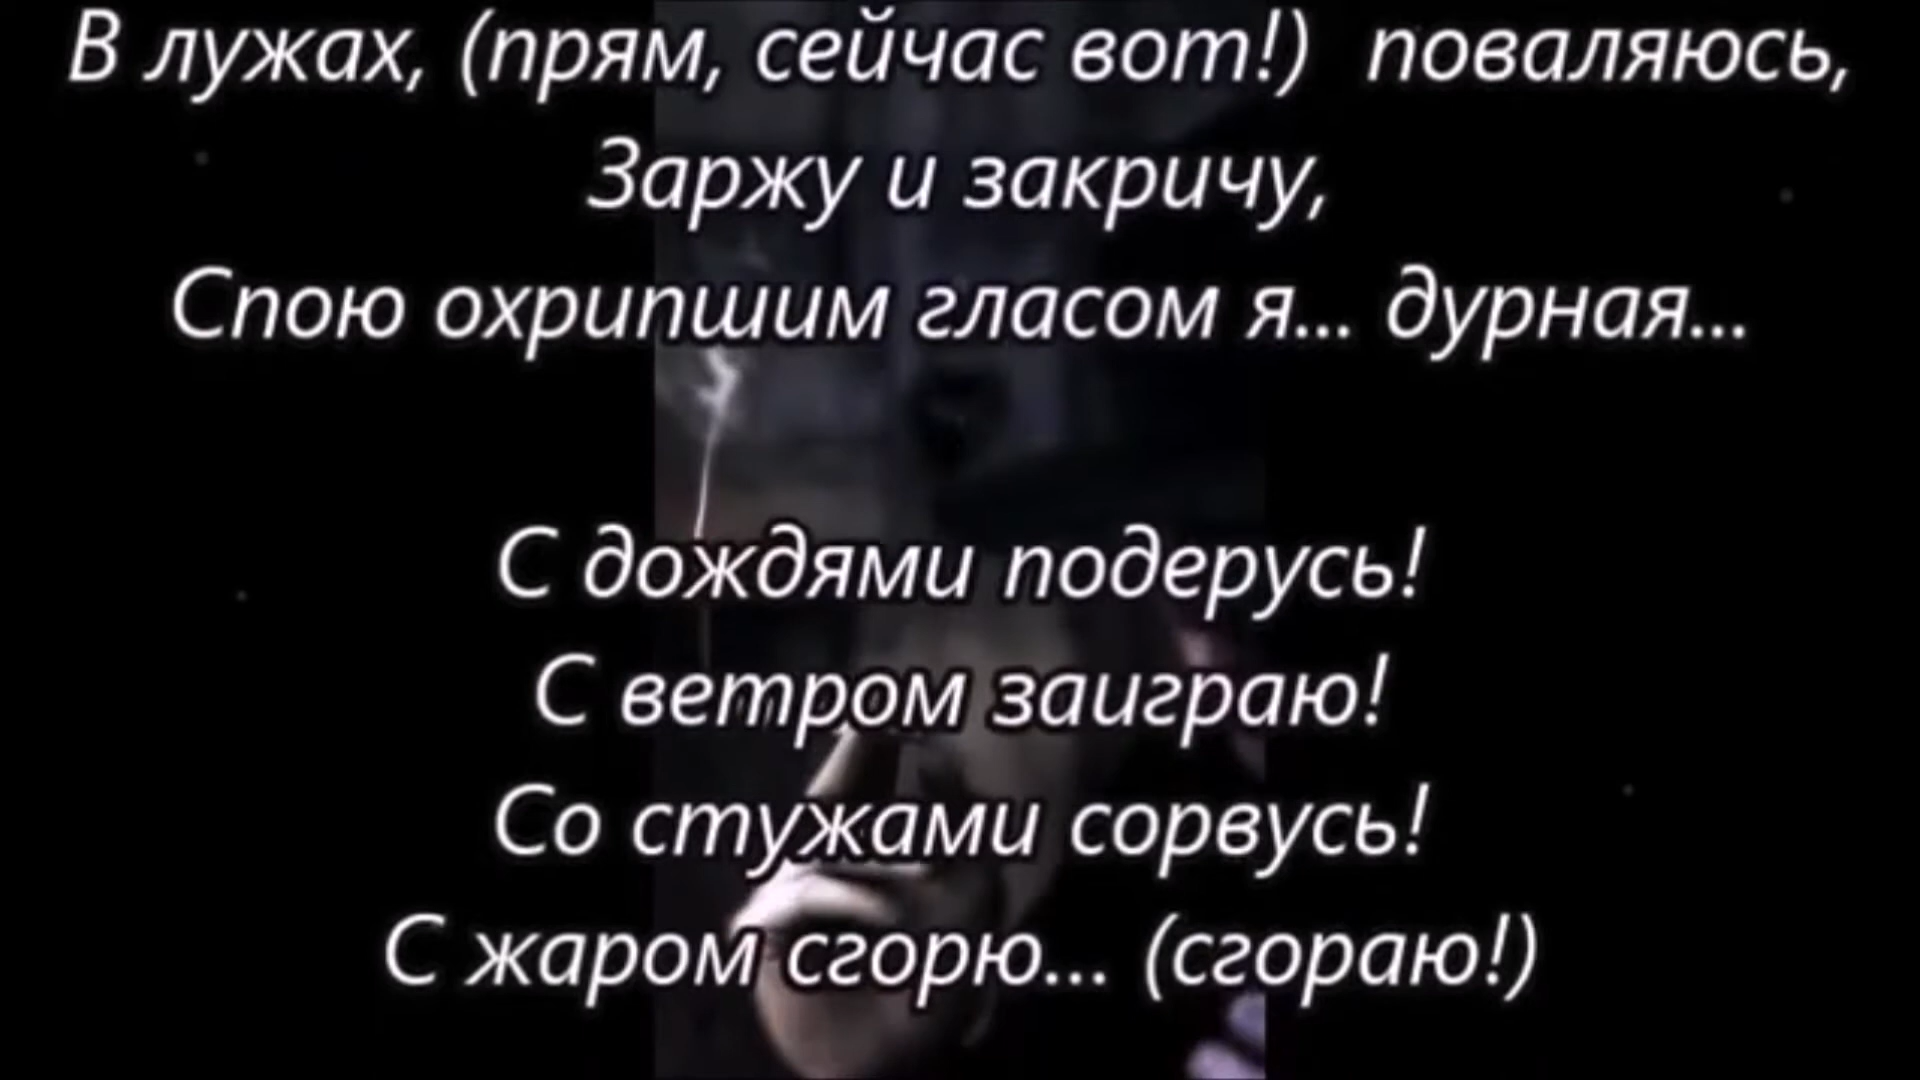 В лужах, (прям, сейчас вот!) поваляюсь,
Заржу и закричу,
Спою охрипшим гласом я... дурная...
С дождями подерусь!
С ветром заиграю!
Со стужами сорвусь!
С жаром сгорю... (сгораю!)